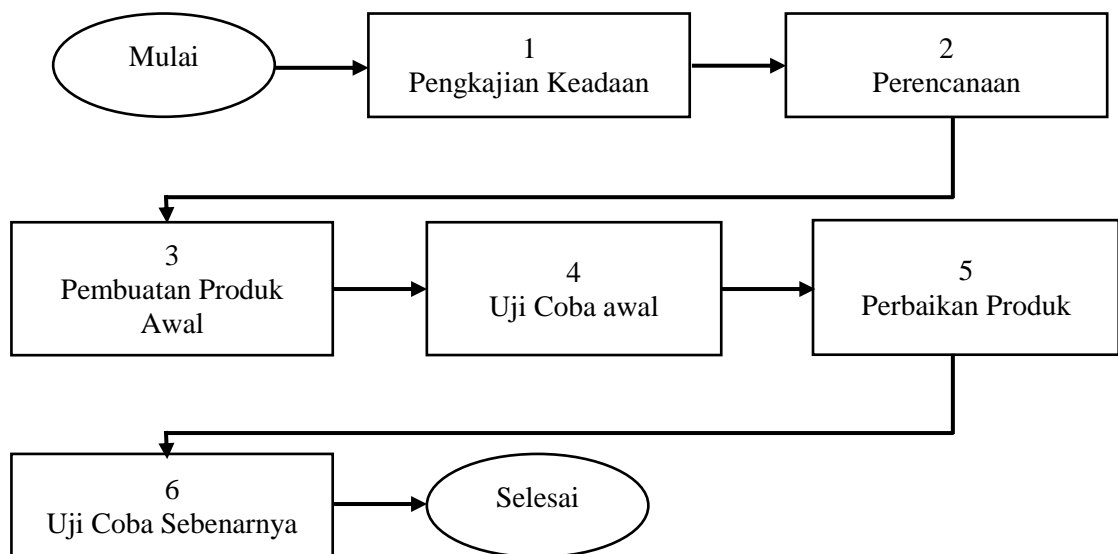 Mulai
1
Pengkajian Keadaan
2
Perencanaan
3
Pembuatan Produk
Awal
4
Uji Coba awal
5
Perbaikan Produk
6
Uji Coba Sebenarnya
Selesai